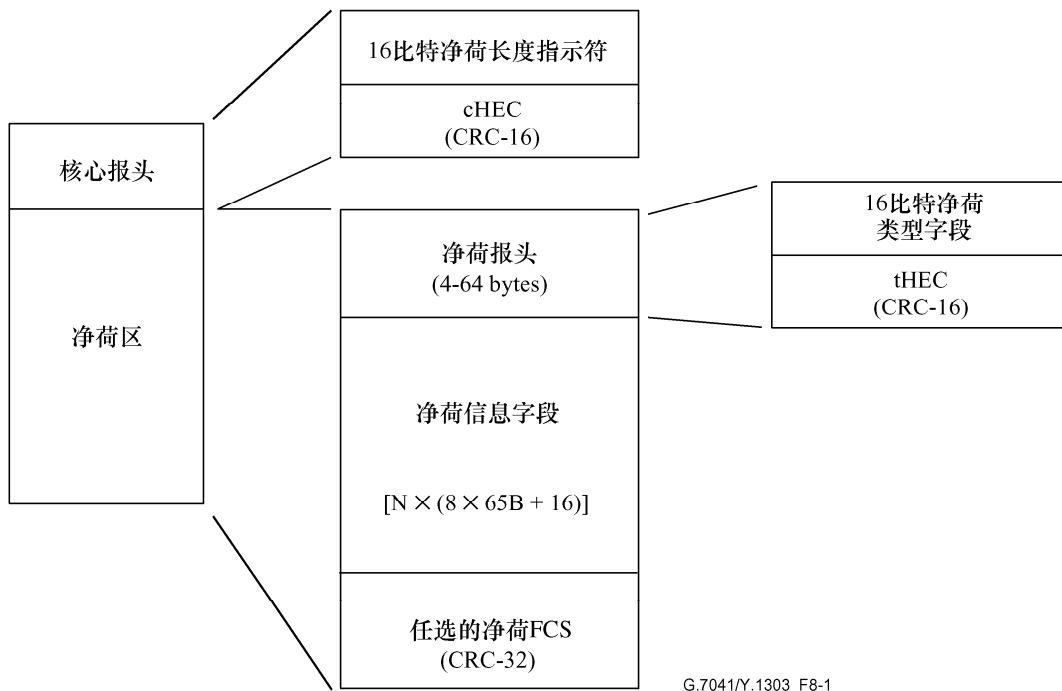 核心报头
净荷区
16比特净荷长度指示符
cHEC
(CRC-16)
净荷报头
(4-64 bytes)
净荷信息字段
[N × (8 × 65B + 16)]
任选的净荷FCS
(CRC-32)
16比特净荷
类型字段
tHEC
(CRC-16)
G.7041/Y.1303_F8-1